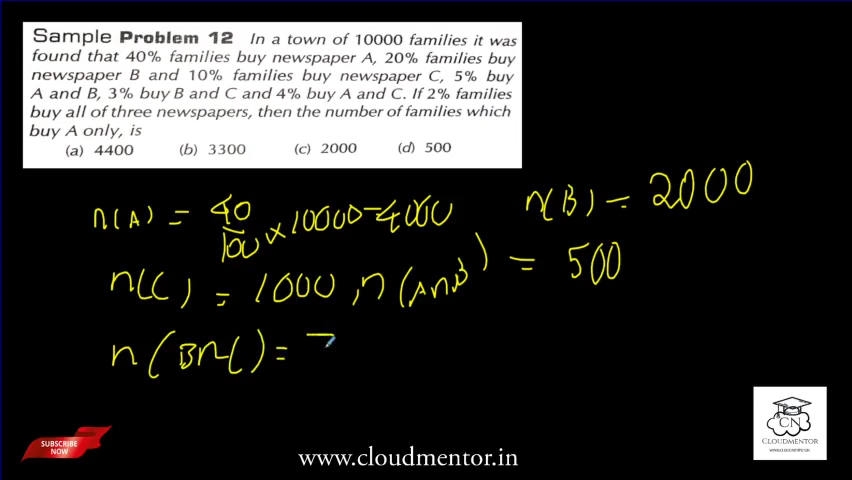 Sample Problem 12 In a town of 10000 families it was
found that 40% families buy newspaper A, 20% families buy
newspaper B and 10% families buy newspaper C, 5% buy
A and B, 3% buy B and C and 4% buy A and C. If 2% families
buy all of three newspapers, then the number of families which
buy A only, is
(a) 4400 (b) 3300 (c) 2000 (d) 500
n(A) = 40/100 × 10000 = 4000 n(B) = 2000
n(C) = 1000, n(A∩B) = 500
n(B∩C) =
SUBSCRIBE
NOW
CN
CLOUDMENTOR
WWW.CLOUDMENTOR.IN
www.cloudmentor.in